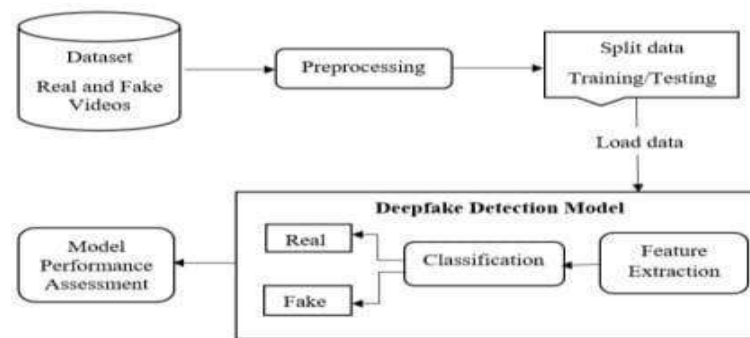 Dataset
Real and Fake
Videos
Preprocessing
Split data
Training/Testing
Load data
Deepfake Detection Model
Real
Fake
Classification
Feature
Extraction
Model
Performance
Assessment